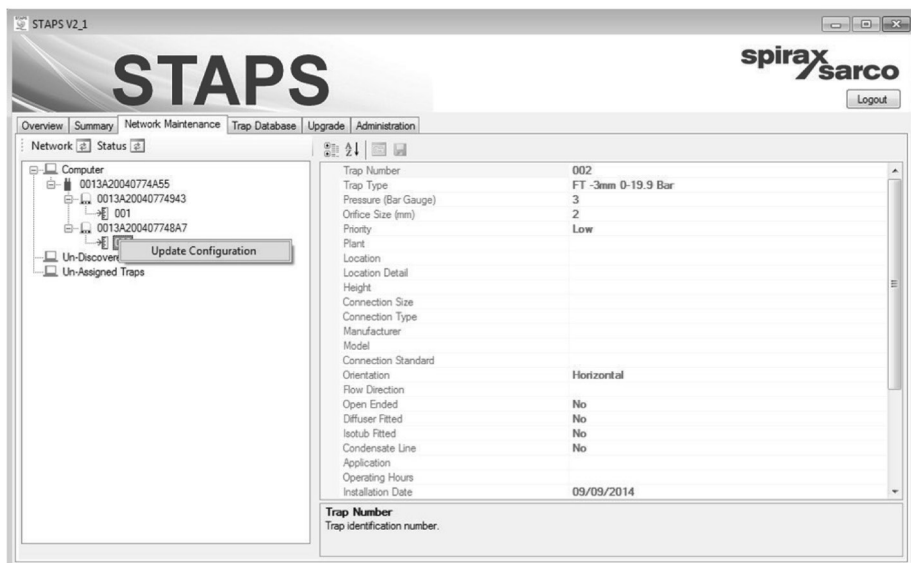 STAPS V2_1
STAPS
spirax
sarco
Logout
Overview Summary Network Maintenance Trap Database Upgrade Administration
Network Status
Computer
0013A20040774A55
0013A20040774943
001
0013A200407748A7
Update Configuration
Un-Discovere
Un-Assigned Traps
Trap Number 002
Trap Type FT -3mm 0-19.9 Bar
Pressure (Bar Gauge) 3
Orifice Size (mm) 2
Priority Low
Plant
Location
Location Detail
Height
Connection Size
Connection Type
Manufacturer
Model
Connection Standard
Orientation Horizontal
Flow Direction
Open Ended No
Diffuser Fitted No
Isotub Fitted No
Condensate Line No
Application
Operating Hours
Installation Date 09/09/2014
Trap Number
Trap identification number.